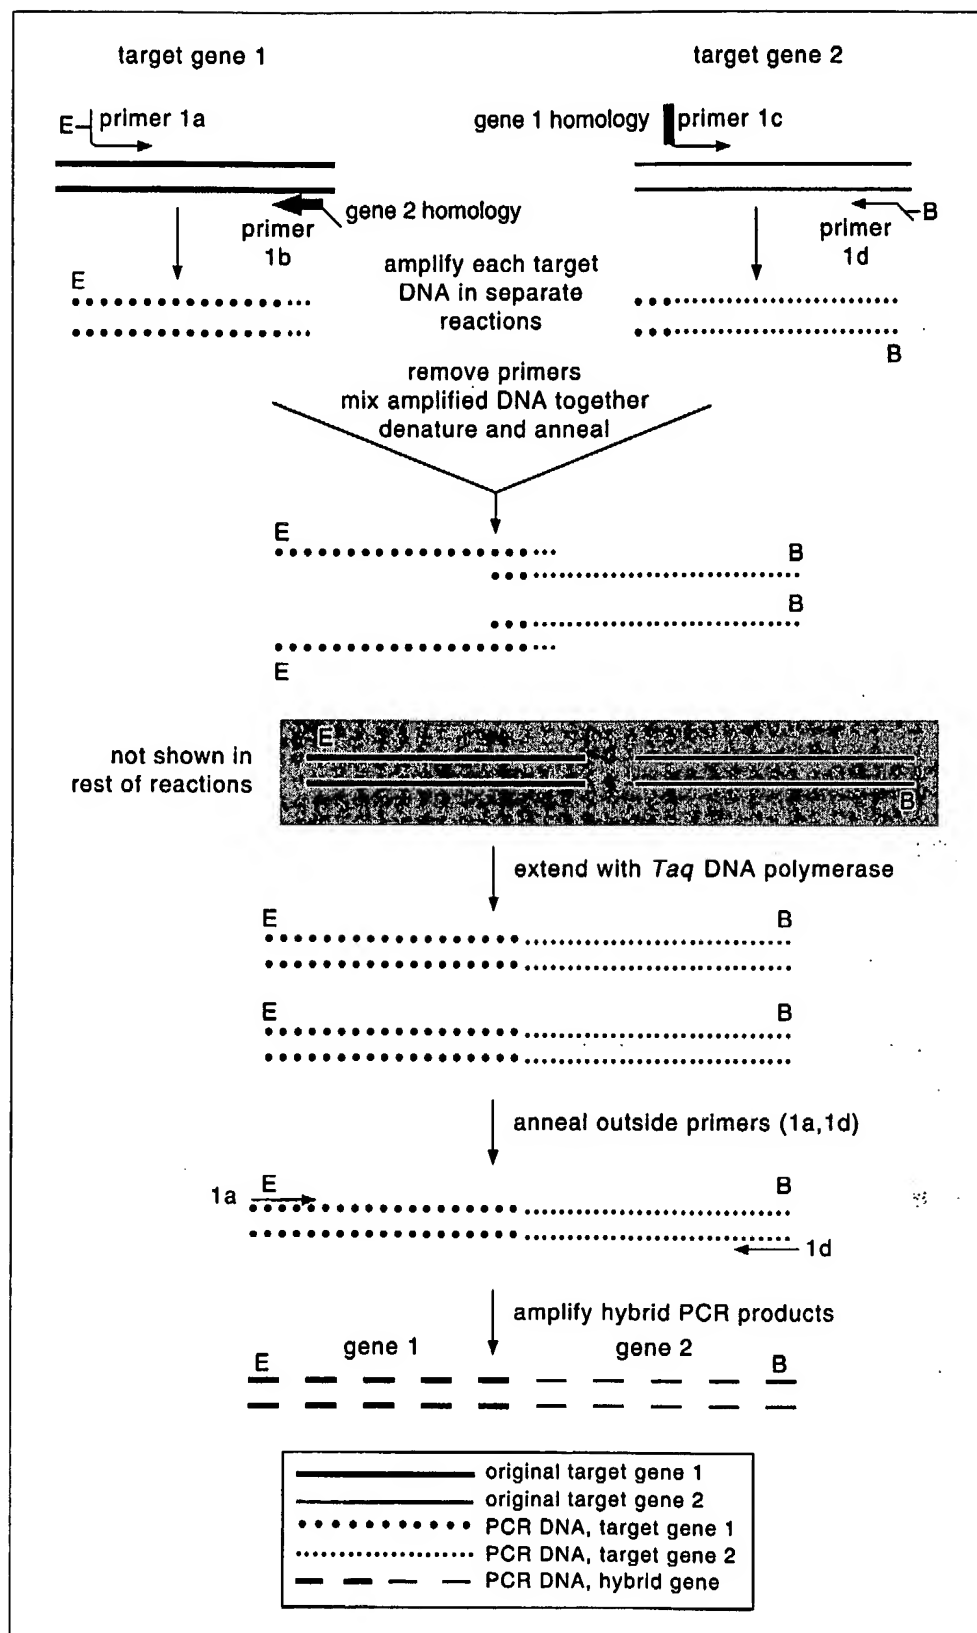 target gene 1
target gene 2
E
primer 1a
gene 1 homology
primer 1c
gene 2 homology
B
primer
1b
primer
1d
amplify each target
DNA in separate
reactions
E
B
remove primers
mix amplified DNA together
denature and anneal
E
B
B
E
not shown in
rest of reactions
E
B
extend with Taq DNA polymerase
E
B
E
B
anneal outside primers (1a,1d)
1a
E
B
1d
amplify hybrid PCR products
gene 1
gene 2
E
B
original target gene 1
original target gene 2
PCR DNA, target gene 1
PCR DNA, target gene 2
PCR DNA, hybrid gene